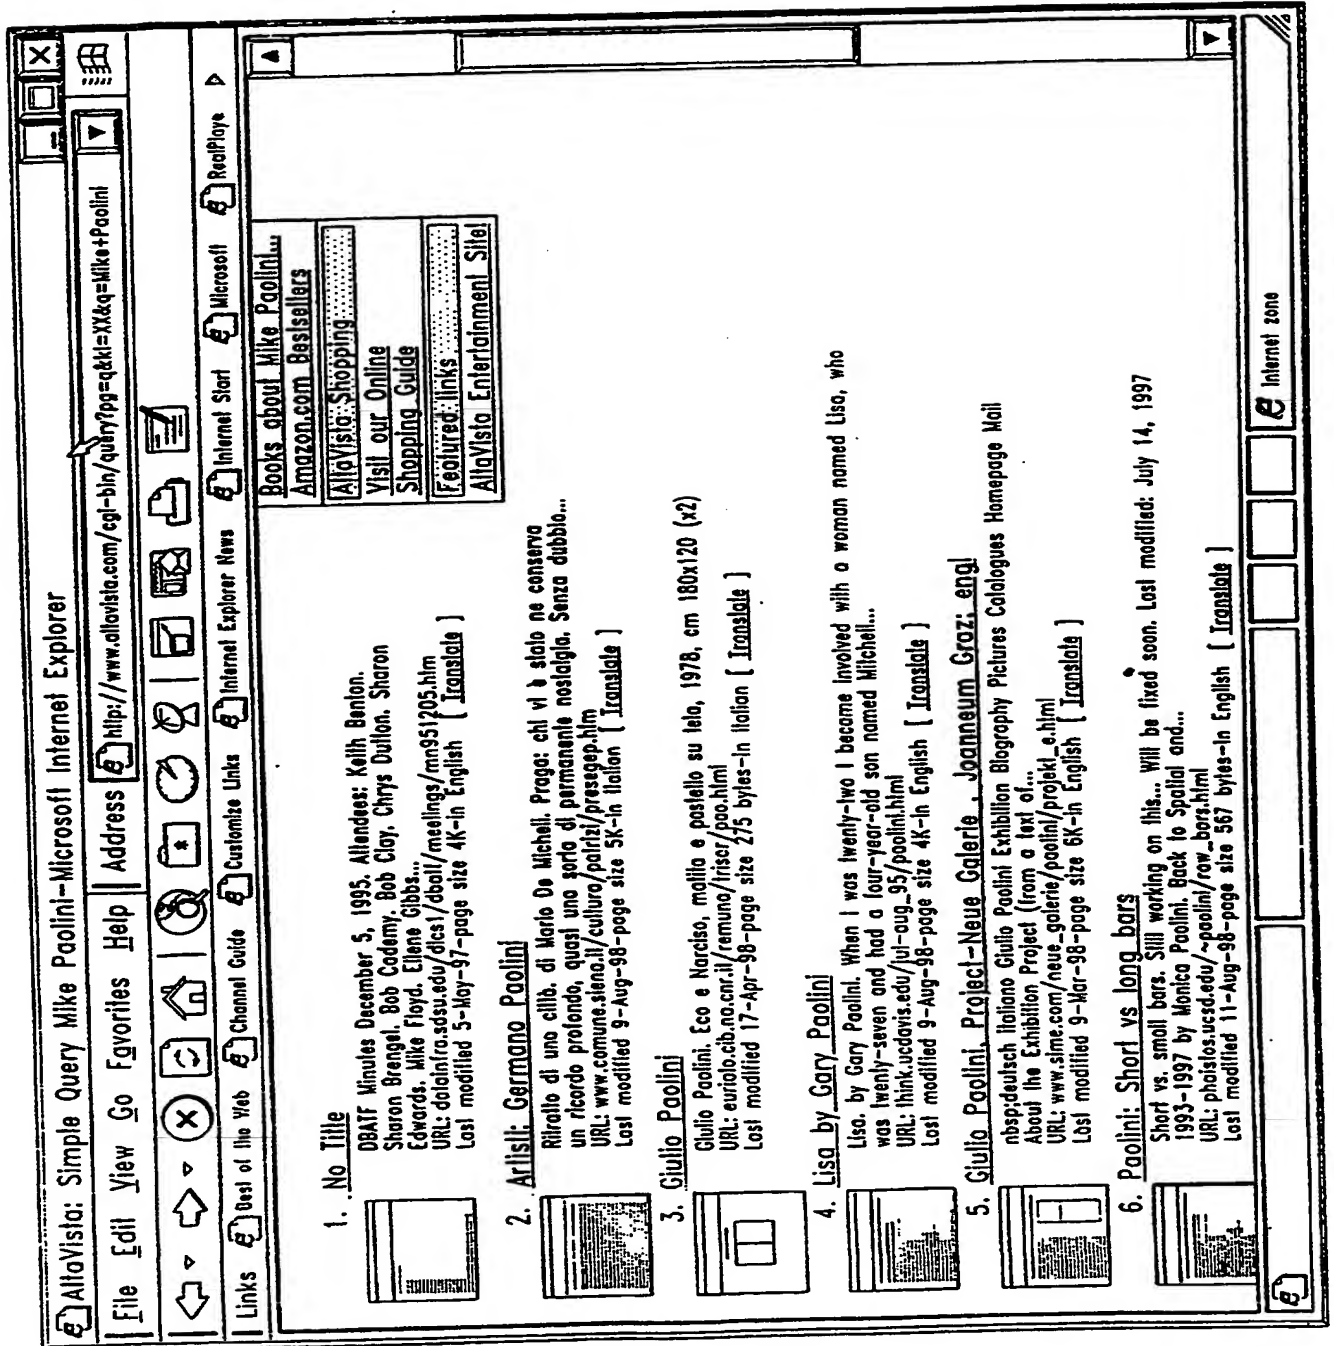 AltaVista: Simple Query Mike Paolini-Microsoft Internet Explorer
File Edit View Go Favorites Help Address http://www.altavista.com/cgi-bin/query?pg=q&kl=XX&q=Mike+Paolini
Links Best of the Web Channel Guide Customize Links Internet Explorer News Internet Start Microsoft RealPlaye
Books about Mike Paolini...
Amazon.com Bestsellers
AltaVista Shopping
Visit our Online
Shopping Guide
Featured links
AltaVista Entertainment Site!
1. No Title
DBATF Minutes December 5, 1995. Attendees: Keith Benton.
Sharon Brengel. Bob Cademy. Bob Clay. Chrys Dutton. Sharon
Edwards. Mike Floyd. Ellene Gibbs...
URL: datainfra.sdsu.edu/dics1/dball/meetings/mn951205.htm
Last modified 5-May-97-page size 4K-in English [ Translate ]
2. Artisti: Germano Paolini
Ritratto di una città. di Mario De Micheli. Praga: chi vi è stato ne conserva
un ricordo profondo, quasi una sorta di permanente nostalgia. Senza dubbio...
URL: www.comune.siena.it/cultura/patrizi/presegep.htm
Last modified 9-Aug-98-page size 5K-in Italian [ Translate ]
3. Giulio Paolini
Giulio Paolini. Eco e Narciso, matita e pastello su tela, 1978, cm 180x120 (x2)
URL: euriolo.cib.na.cnr.it/remuno/friscr/pao.html
Last modified 17-Apr-98-page size 275 bytes-in Italian [ Translate ]
4. Lisa by Gary Paolini
Lisa. by Gary Paolini. When I was twenty-two I became involved with a woman named Lisa, who
was twenty-seven and had a four-year-old son named Mitchell...
URL: think.ucdavis.edu/jul-aug_95/paolini.html
Last modified 9-Aug-98-page size 4K-in English [ Translate ]
5. Giulio Paolini, Project-Neue Galerie , Joanneum Graz; engl
nbsp;deutsch italiano Giulio Paolini Exhibition Biography Pictures Catalogues Homepage Mail
About the Exhibition Project (from a text of...
URL: www.sime.com/neue_galerie/paolini/projekt_e.html
Last modified 9-Mar-98-page size 6K-in English [ Translate ]
6. Paolini: Short vs long bars
Short vs. small bars. Still working on this... Will be fixed soon. Last modified: July 14, 1997
1993-1997 by Monica Paolini. Back to Spatial and...
URL: phaistos.ucsd.edu/~paolini/raw_bars.html
Last modified 11-Aug-98-page size 567 bytes-in English [ Translate ]
Internet zone